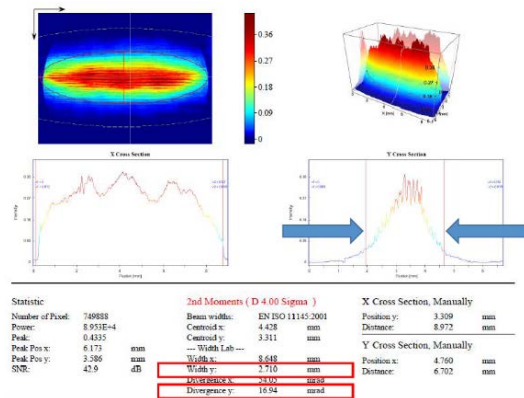 0.36
0.27
0.18
0.09
0
X Cross Section
Y Cross Section
Statistic
Number of Pixel: 749888
Power: 8.953E+4
Peak: 0.4335
Peak Pos x: 6.173 mm
Peak Pos y: 3.586 mm
SNR: 42.9 dB
2nd Moments ( D 4.00 Sigma )
Beam widths: EN ISO 11145:2001
Centroid x: 4.428 mm
Centroid y: 3.311 mm
--- Width Lab ---
Width x: 8.648 mm
Width y: 2.710 mm
Divergence x: 54.05 mrad
Divergence y: 16.94 mrad
X Cross Section, Manually
Position y: 3.309 mm
Distance: 8.972 mm
Y Cross Section, Manually
Position x: 4.760 mm
Distance: 6.702 mm